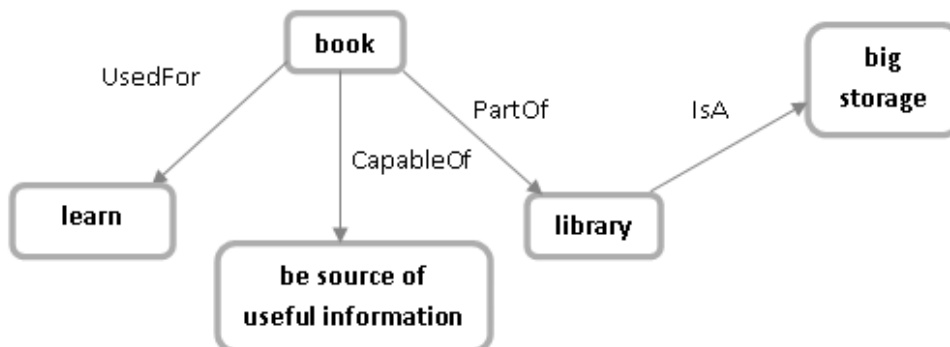 book
big
storage
UsedFor
PartOf
IsA
CapableOf
learn
library
be source of
useful information